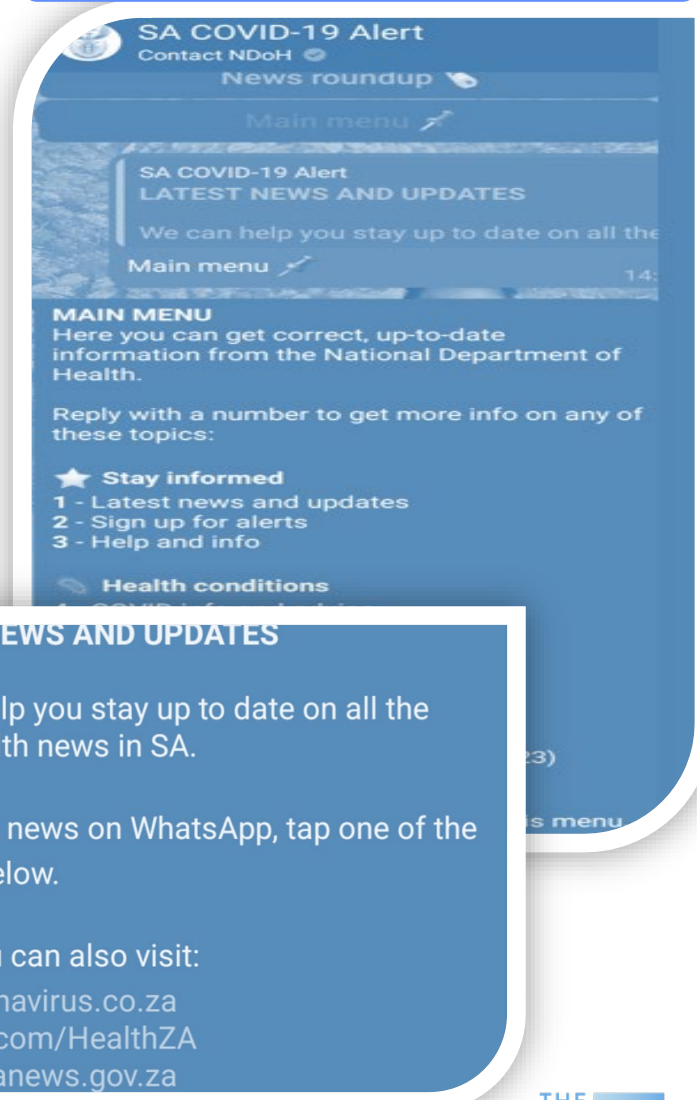 SA COVID-19 Alert
Contact NDoH
News roundup
Main menu
SA COVID-19 Alert
LATEST NEWS AND UPDATES
We can help you stay up to date on all the
Main menu
14:
MAIN MENU
Here you can get correct, up-to-date
information from the National Department of
Health.
Reply with a number to get more info on any of
these topics:
Stay informed
1 - Latest news and updates
2 - Sign up for alerts
3 - Help and info
Health conditions
23)
is menu
EWS AND UPDATES
lp you stay up to date on all the
th news in SA.
news on WhatsApp, tap one of the
elow.
can also visit:
navirus.co.za
com/HealthZA
anews.gov.za
THE